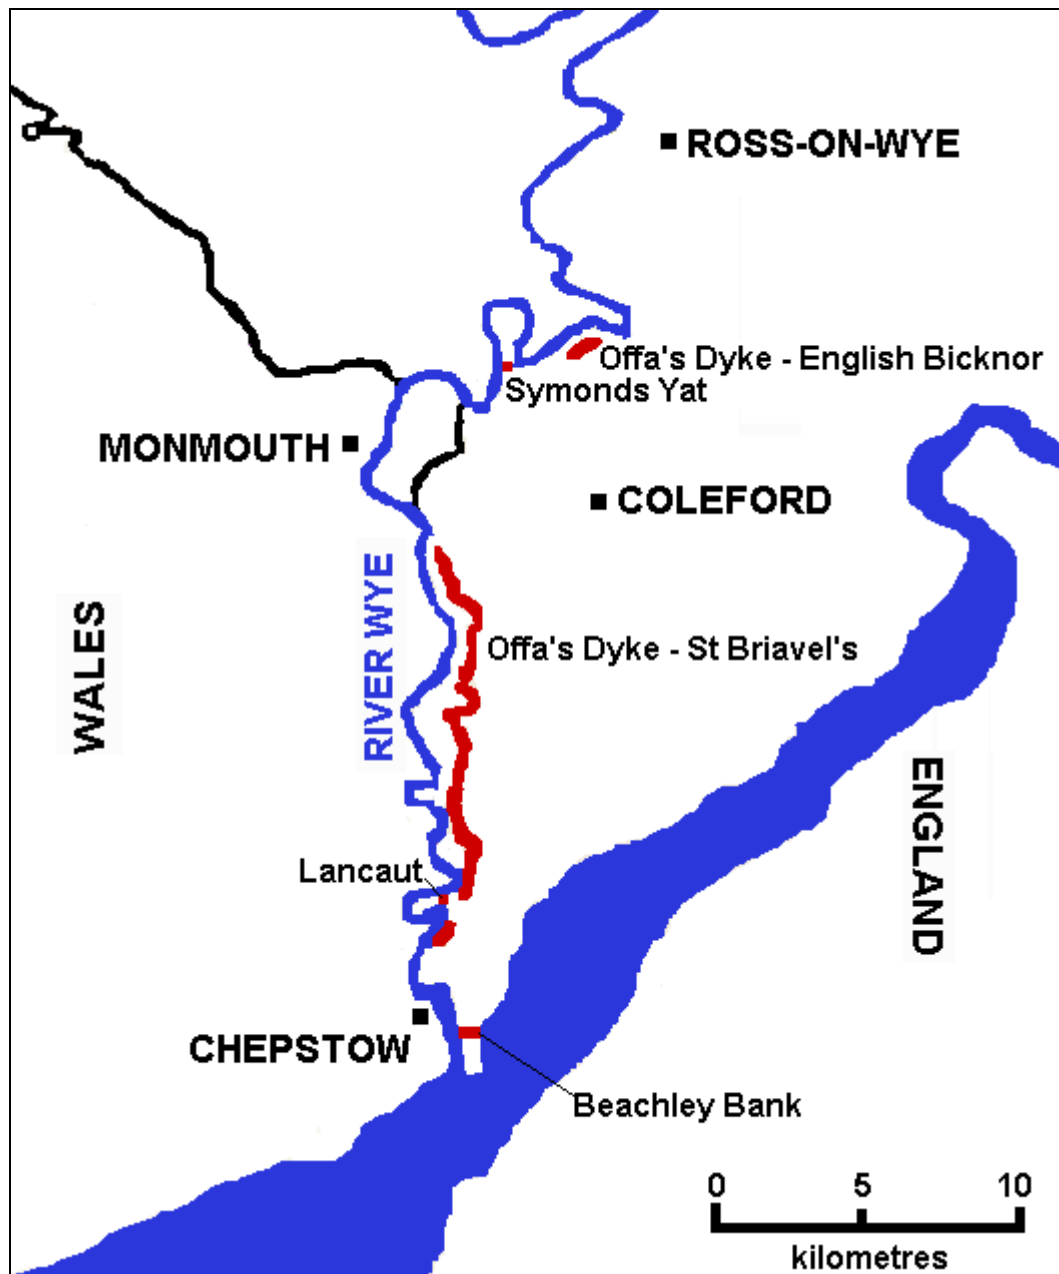 ROSS-ON-WYE
Offa's Dyke - English Bicknor
Symonds Yat
MONMOUTH
COLEFORD
RIVER WYE
WALES
Offa's Dyke - St Briavel's
ENGLAND
Lancaut
CHEPSTOW
Beachley Bank
0 5 10
kilometres